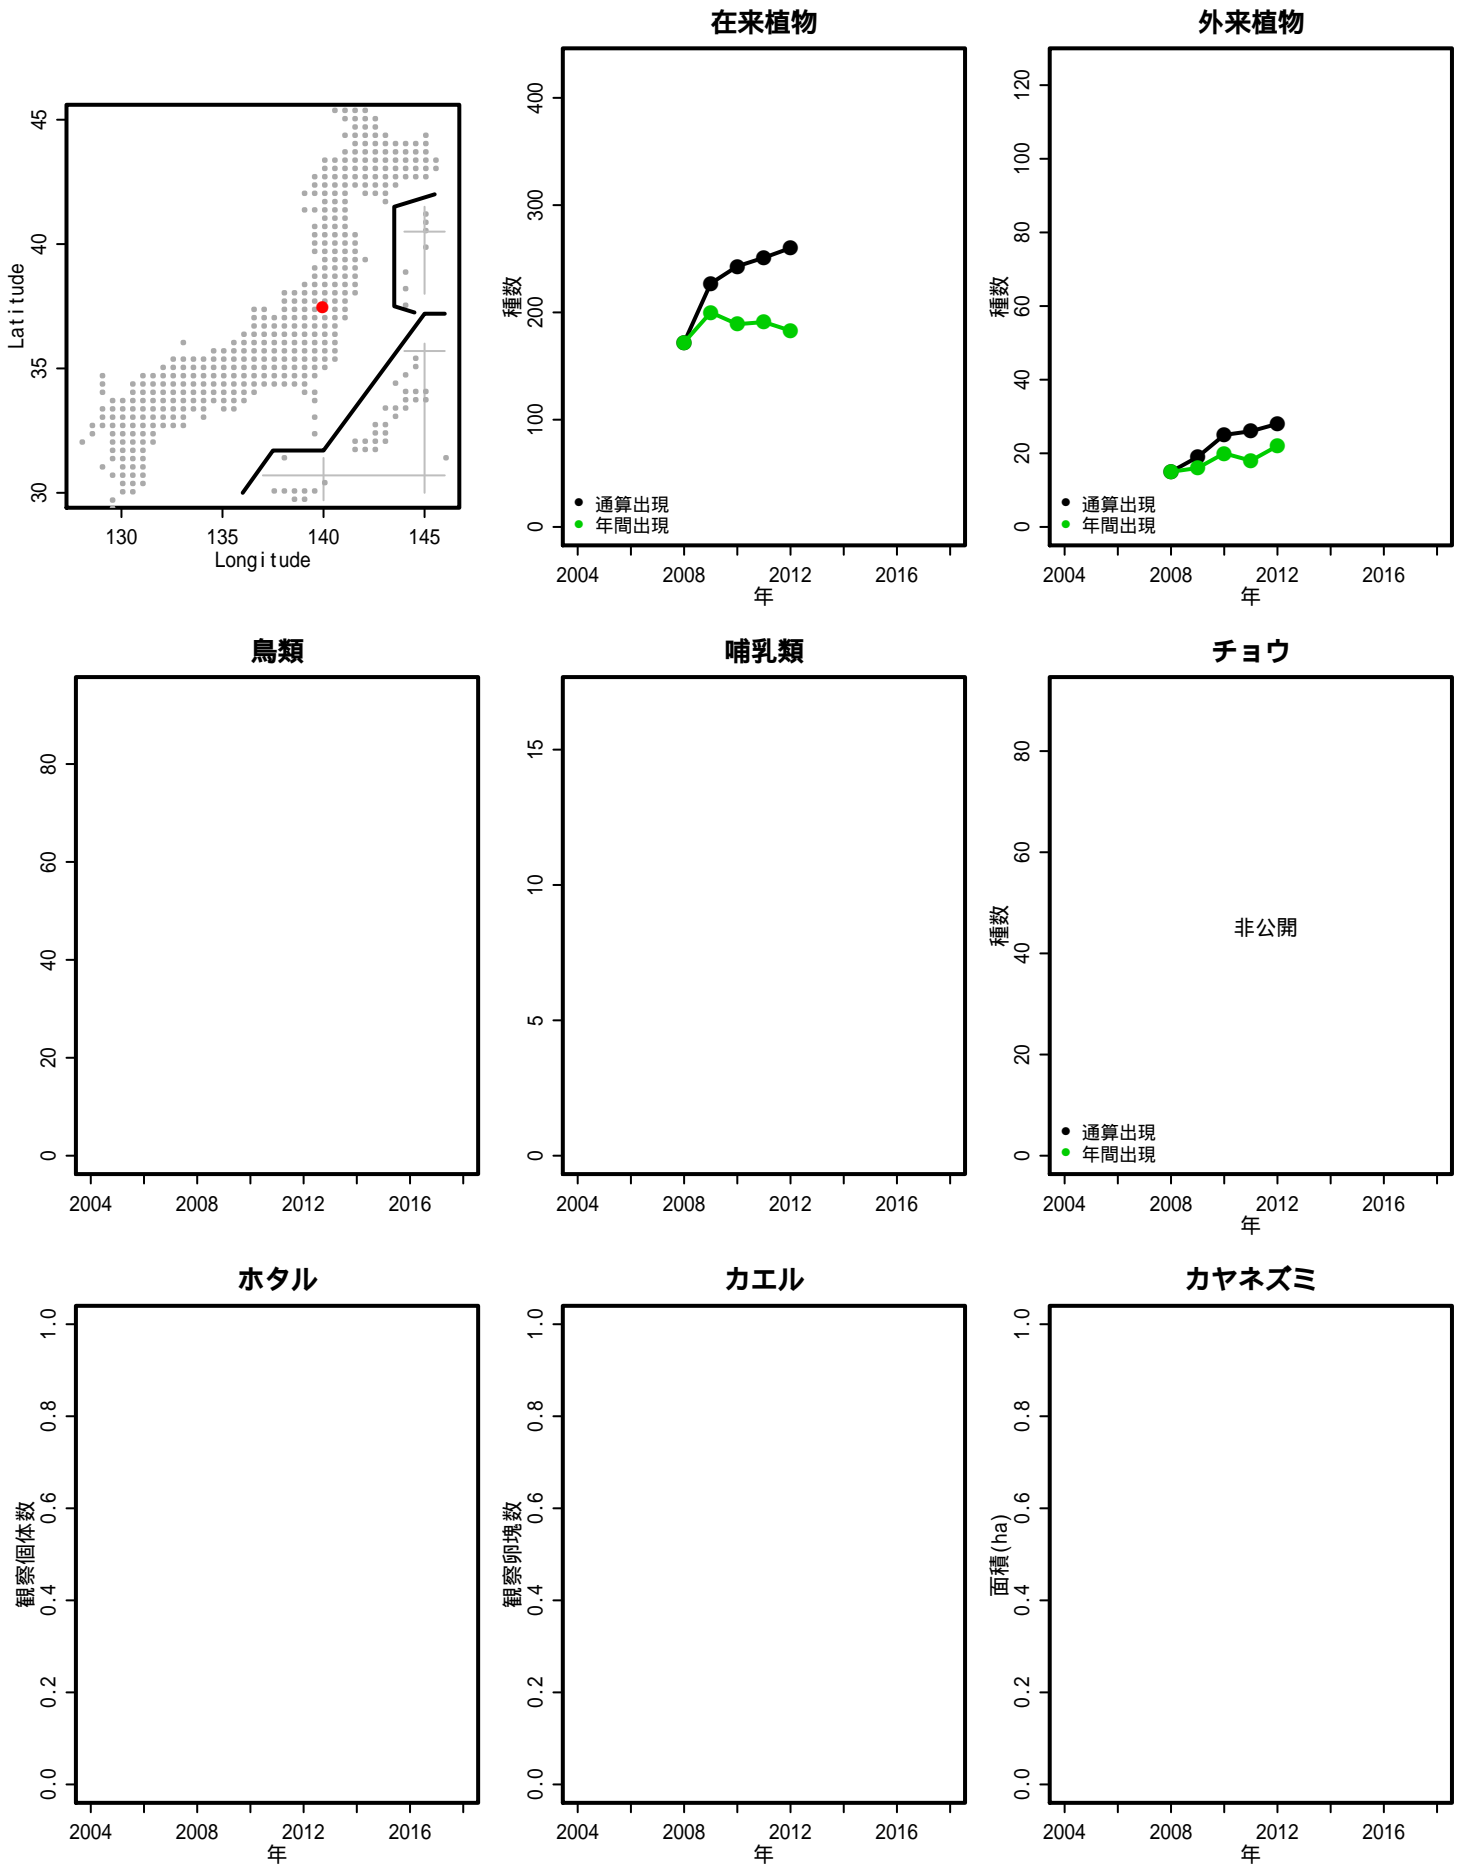 在来植物
外来植物
45
40
35
30
Latitude
130 135 140 145
Longitude
400
300
200
100
0
種数
通算出現
年間出現
2004 2008 2012 2016
年
120
100
80
60
40
20
0
種数
通算出現
年間出現
2004 2008 2012 2016
年
鳥類
哺乳類
チョウ
80
60
40
20
0
2004 2008 2012 2016
15
10
5
0
2004 2008 2012 2016
80
60
40
20
0
種数
非公開
通算出現
年間出現
2004 2008 2012 2016
年
ホタル
カエル
カヤネズミ
1.0
0.8
0.6
0.4
0.2
0.0
観察個体数
2004 2008 2012 2016
年
1.0
0.8
0.6
0.4
0.2
0.0
観察卵塊数
2004 2008 2012 2016
年
1.0
0.8
0.6
0.4
0.2
0.0
面積(ha)
2004 2008 2012 2016
年